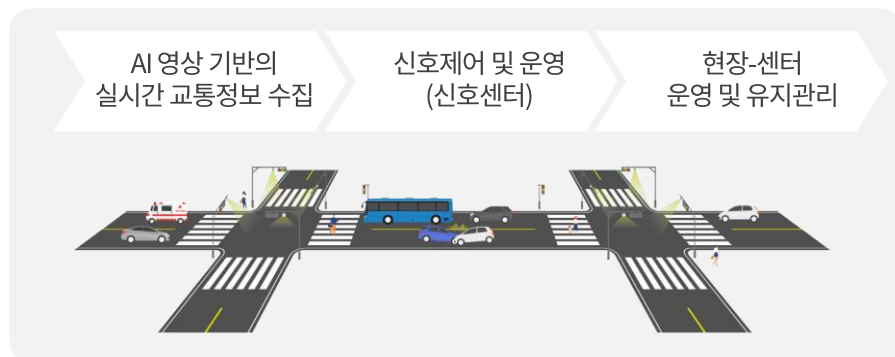 AI 영상 기반의
실시간 교통정보 수집
신호제어 및 운영
(신호센터)
현장-센터
운영 및 유지관리